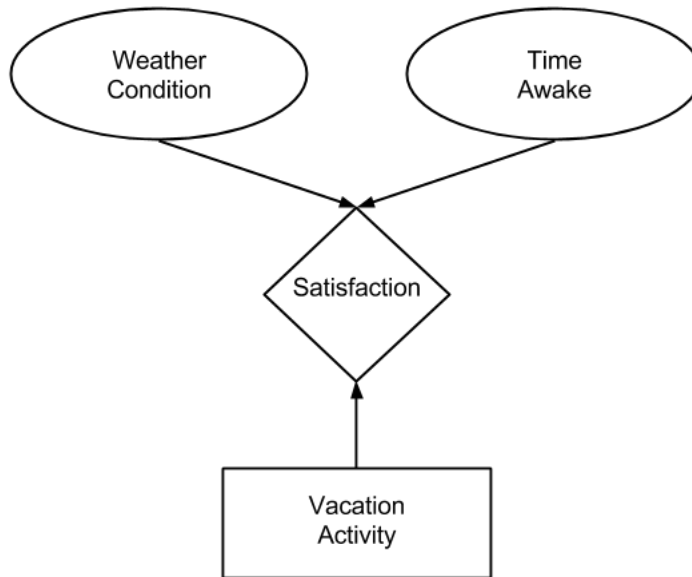 Weather
Condition
Time
Awake
Satisfaction
Vacation
Activity